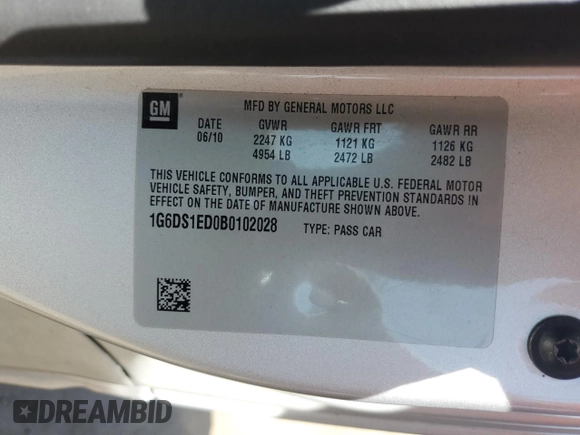 GM
MFD BY GENERAL MOTORS LLC
DATE GVWR GAWR FRT GAWR RR
06/10 2247 KG 1121 KG 1126 KG
4954 LB 2472 LB 2482 LB
THIS VEHICLE CONFORMS TO ALL APPLICABLE U.S. FEDERAL MOTOR
VEHICLE SAFETY, BUMPER, AND THEFT PREVENTION STANDARDS IN
EFFECT ON THE DATE OF MANUFACTURE SHOWN ABOVE.
1G6DS1ED0B0102028 TYPE: PASS CAR
DREAMBID